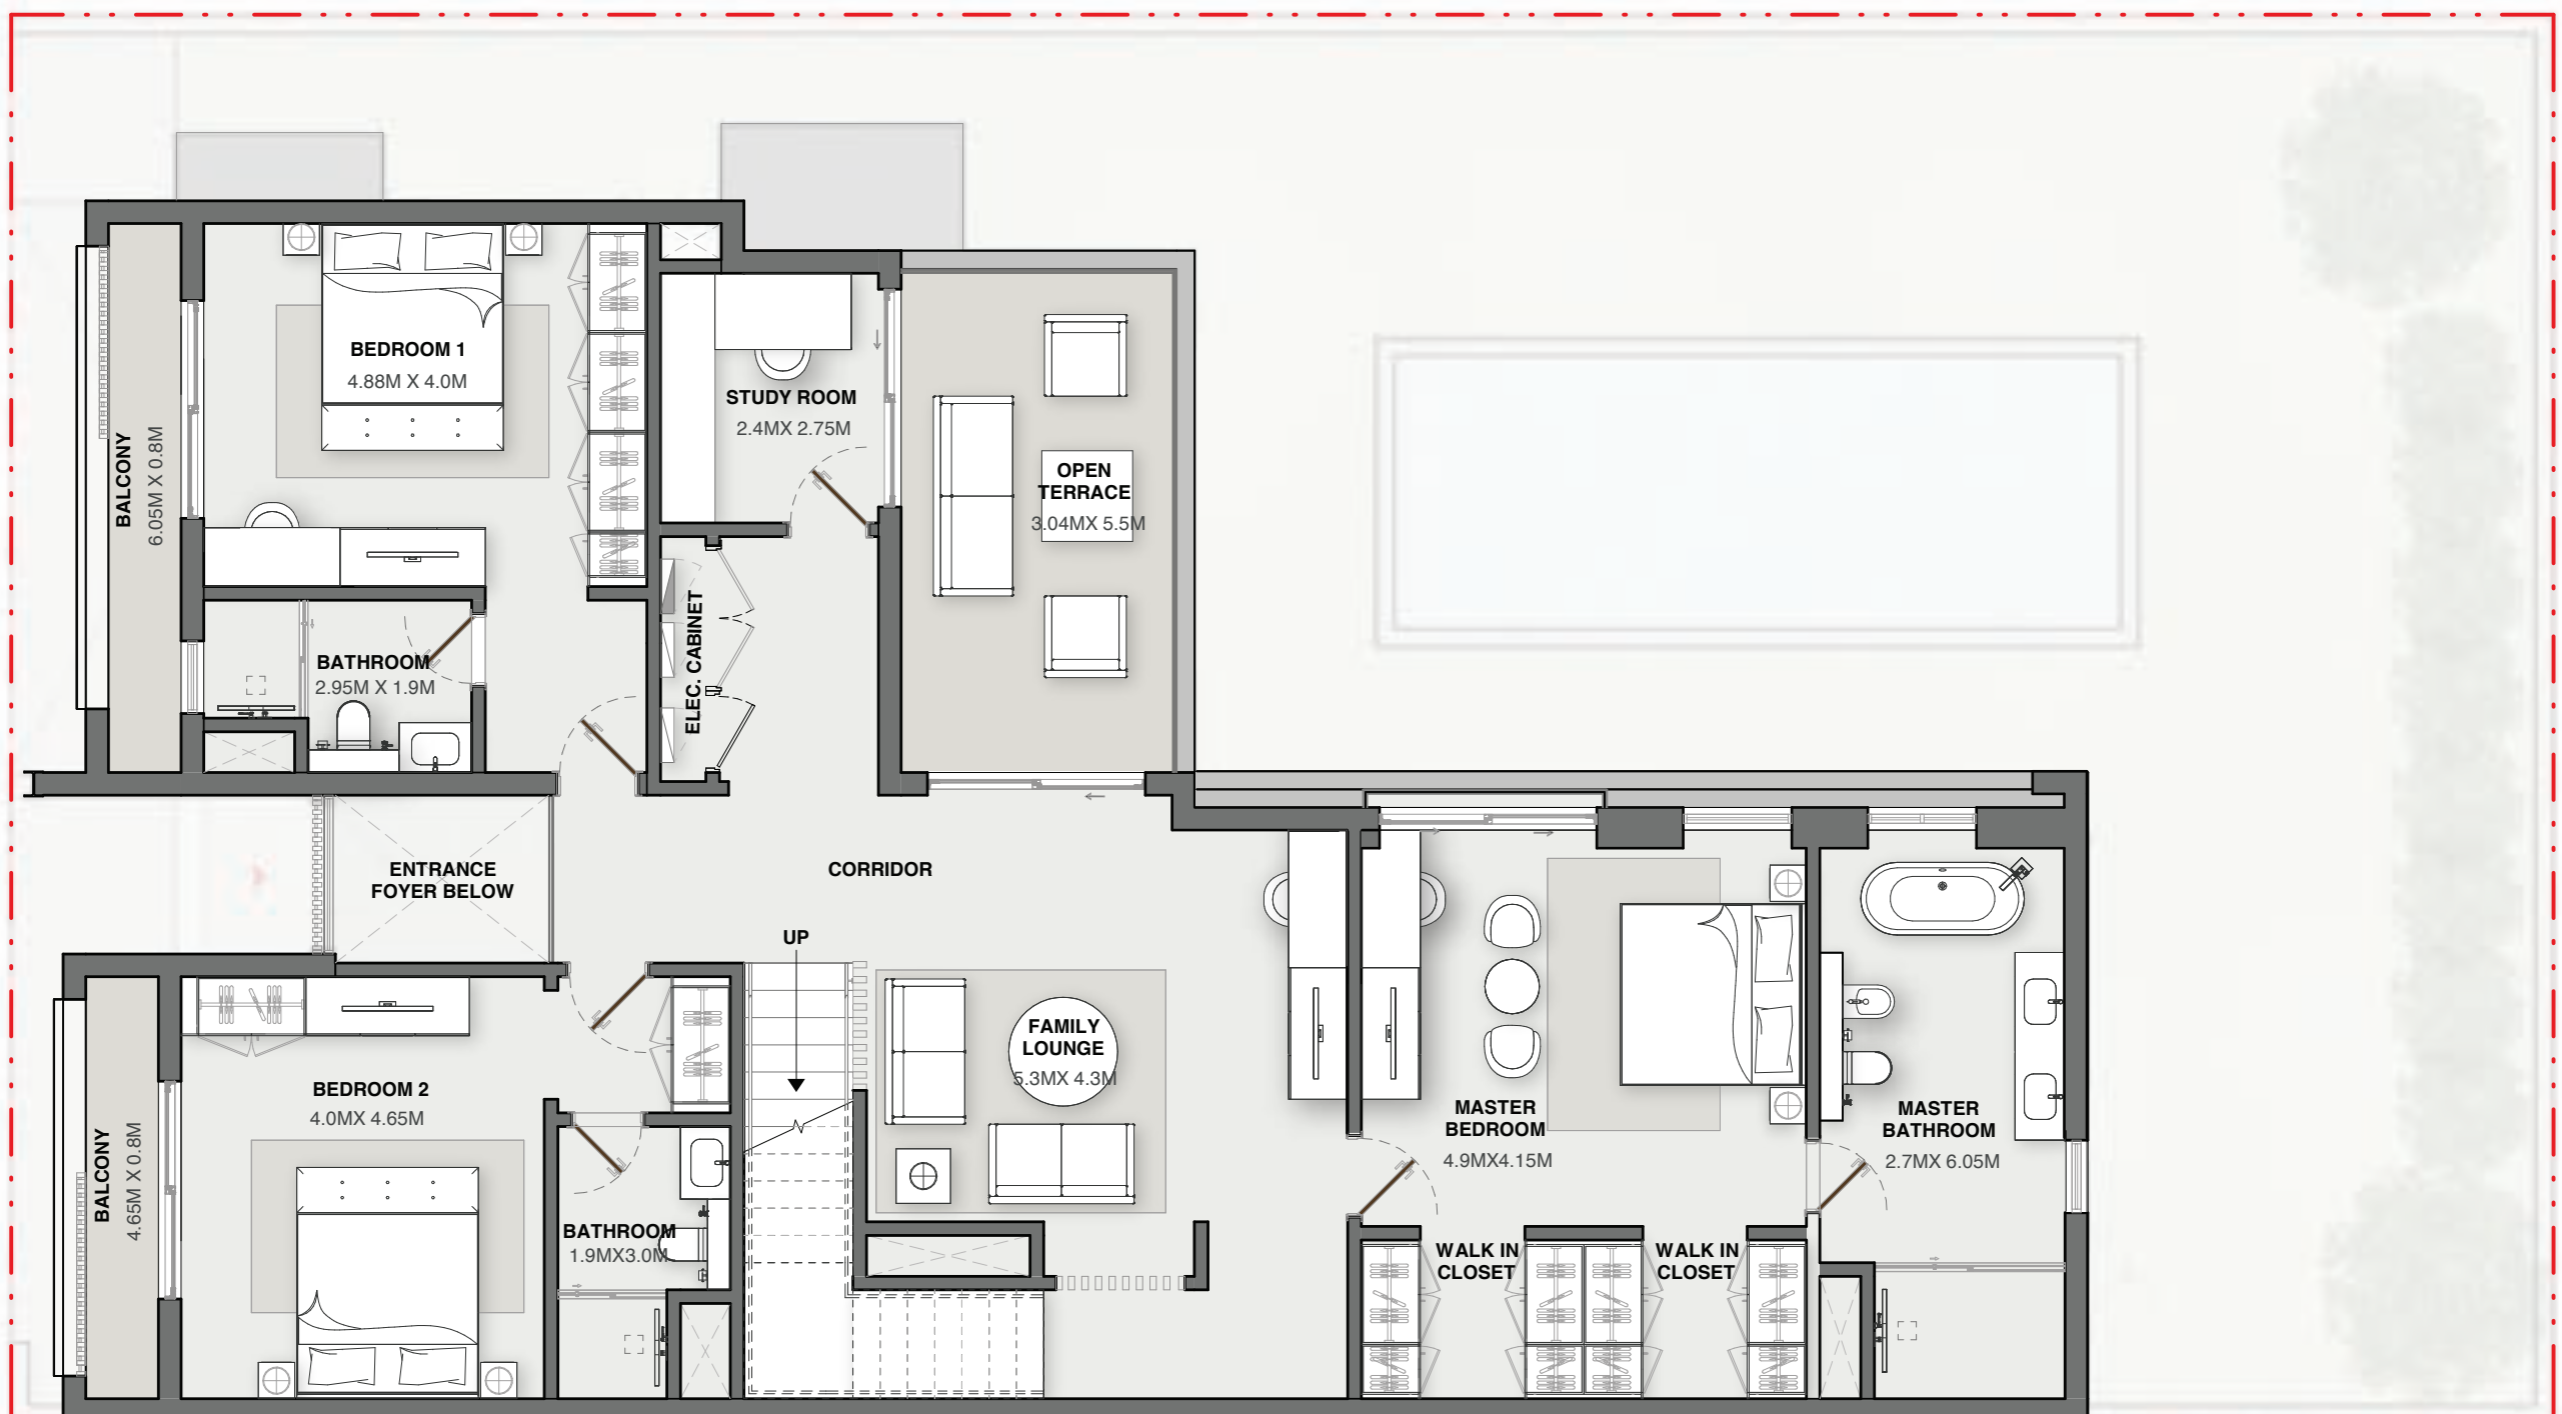 BEDROOM 1
4.88M X 4.0M
BALCONY
6.05M X 0.8M
STUDY ROOM
2.4MX 2.75M
OPEN
TERRACE
3.04MX 5.5M
BATHROOM
2.95M X 1.9M
ELEC. CABINET
ENTRANCE
FOYER BELOW
CORRIDOR
UP
FAMILY
LOUNGE
5.3MX 4.3M
BEDROOM 2
4.0MX 4.65M
BALCONY
4.65M X 0.8M
BATHROOM
1.9MX3.0M
MASTER
BEDROOM
4.9MX4.15M
MASTER
BATHROOM
2.7MX 6.05M
WALK IN
CLOSET
WALK IN
CLOSET